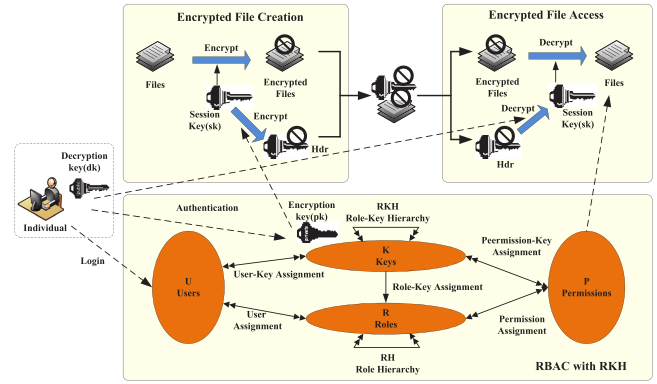 Encrypted File Creation
Encrypted File Access
Encrypt
Files
Encrypted
Files
Session
Key(sk)
Encrypt
Hdr
Decrypt
Encrypted
Files
Files
Decrypt
Session
Key(sk)
Hdr
Decryption
key(dk)
Individual
Authentication
Login
Encryption
key(pk)
RKH
Role-Key Hierarchy
K
Keys
U
Users
User-Key Assignment
User
Assignment
Role-Key Assignment
R
Roles
RH
Role Hierarchy
Peermission-Key
Assignment
Permission
Assignment
P
Permissions
RBAC with RKH